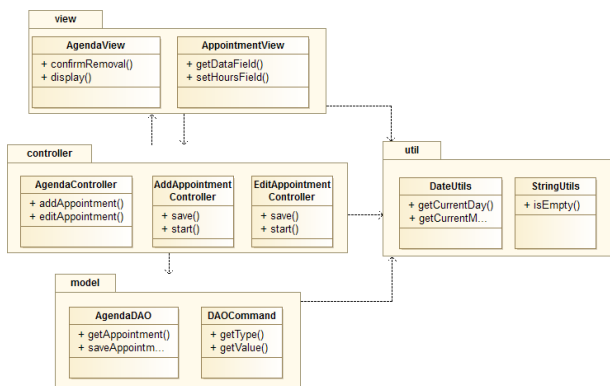 view
AgendaView
+ confirmRemoval()
+ display()
AppointmentView
+ getDataField()
+ setHoursField()
controller
AgendaController
+ addAppointment()
+ editAppointment()
AddAppointment
Controller
+ save()
+ start()
EditAppointment
Controller
+ save()
+ start()
util
DateUtils
+ getCurrentDay()
+ getCurrentM...
StringUtils
+ isEmpty()
model
AgendaDAO
+ getAppointment()
+ saveAppointm...
DAOCommand
+ getType()
+ getValue()